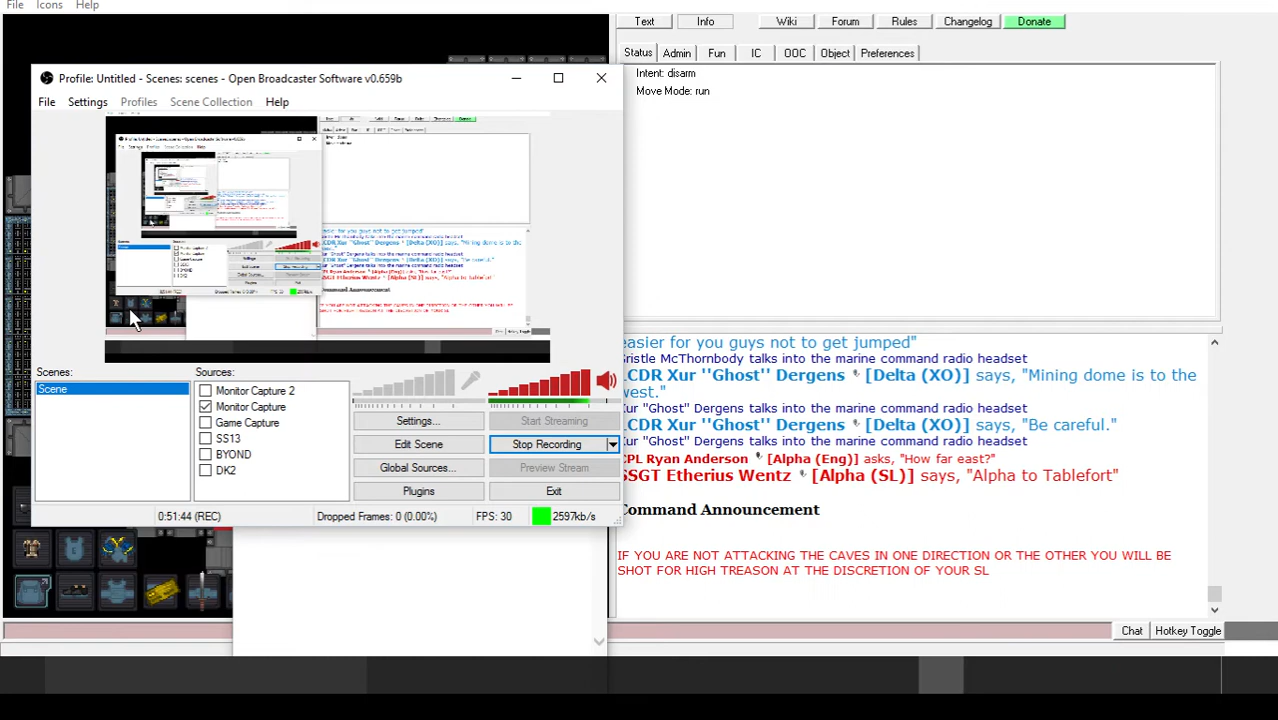 File Icons Help
Text Info Wiki Forum Rules Changelog Donate
Status Admin Fun IC OOC Object Preferences
Intent: disarm
Move Mode: run
Profile: Untitled - Scenes: scenes - Open Broadcaster Software v0.659b
File Settings Profiles Scene Collection Help
Scenes:
Scene
Sources:
Monitor Capture 2
Monitor Capture
Game Capture
SS13
BYOND
DK2
Settings... Start Streaming
Edit Scene Stop Recording
Global Sources... Preview Stream
Plugins Exit
0:51:44 (REC) Dropped Frames: 0 (0.00%) FPS: 30 2597kb/s
easier for you guys not to get jumped"
Gristle McThornbody talks into the marine command radio headset
LCDR Xur "Ghost" Dergens [Delta (XO)] says, "Mining dome is to the
west."
Xur "Ghost" Dergens talks into the marine command radio headset
LCDR Xur ''Ghost" Dergens [Delta (XO)] says, "Be careful."
Xur "Ghost" Dergens talks into the marine command radio headset
CPL Ryan Anderson [Alpha (Eng)] asks, "How far east?"
SSGT Etherius Wentz [Alpha (SL)] says, "Alpha to Tablefort"
Command Announcement
IF YOU ARE NOT ATTACKING THE CAVES IN ONE DIRECTION OR THE OTHER YOU WILL BE
SHOT FOR HIGH TREASON AT THE DISCRETION OF YOUR SL
Chat Hotkey Toggle